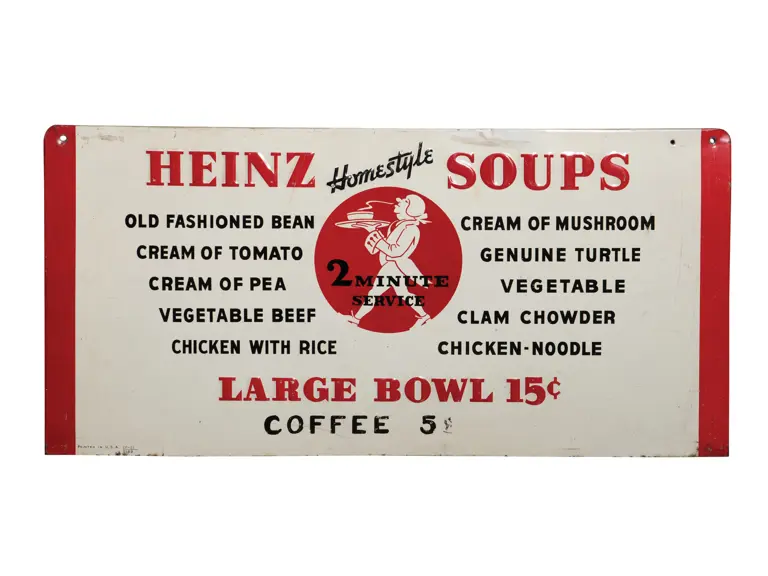 HEINZ Homestyle SOUPS
OLD FASHIONED BEAN
CREAM OF TOMATO
CREAM OF PEA
VEGETABLE BEEF
CHICKEN WITH RICE
2 MINUTE
SERVICE
CREAM OF MUSHROOM
GENUINE TURTLE
VEGETABLE
CLAM CHOWDER
CHICKEN-NOODLE
LARGE BOWL 15¢
COFFEE 5¢